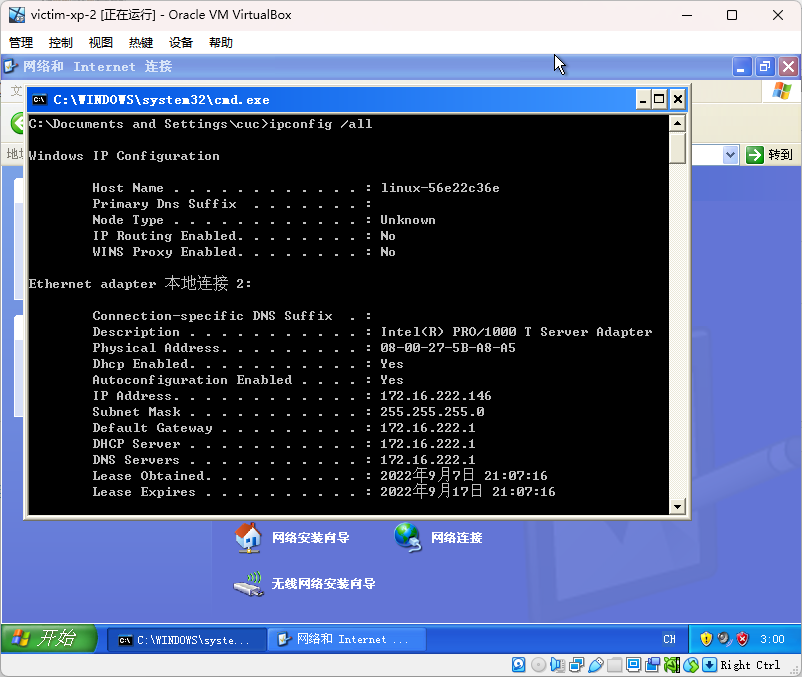 victim-xp-2 [正在运行] - Oracle VM VirtualBox
管理 控制 视图 热键 设备 帮助
网络和 Internet 连接
文
C:\WINDOWS\system32\cmd.exe
C:\Documents and Settings\cuc>ipconfig /all
地址
转到
Windows IP Configuration
Host Name . . . . . . . . . . . . : linux-56e22c36e
Primary Dns Suffix . . . . . . . :
Node Type . . . . . . . . . . . . : Unknown
IP Routing Enabled. . . . . . . . : No
WINS Proxy Enabled. . . . . . . . : No
Ethernet adapter 本地连接 2:
Connection-specific DNS Suffix . :
Description . . . . . . . . . . . : Intel(R) PRO/1000 T Server Adapter
Physical Address. . . . . . . . . : 08-00-27-5B-A8-A5
Dhcp Enabled. . . . . . . . . . . : Yes
Autoconfiguration Enabled . . . . : Yes
IP Address. . . . . . . . . . . . : 172.16.222.146
Subnet Mask . . . . . . . . . . . : 255.255.255.0
Default Gateway . . . . . . . . . : 172.16.222.1
DHCP Server . . . . . . . . . . . : 172.16.222.1
DNS Servers . . . . . . . . . . . : 172.16.222.1
Lease Obtained. . . . . . . . . . : 2022年9月7日 21:07:16
Lease Expires . . . . . . . . . . : 2022年9月17日 21:07:16
网络安装向导 网络连接
无线网络安装向导
开始 C:\WINDOWS\syste... 网络和 Internet ... CH 3:00
Right Ctrl